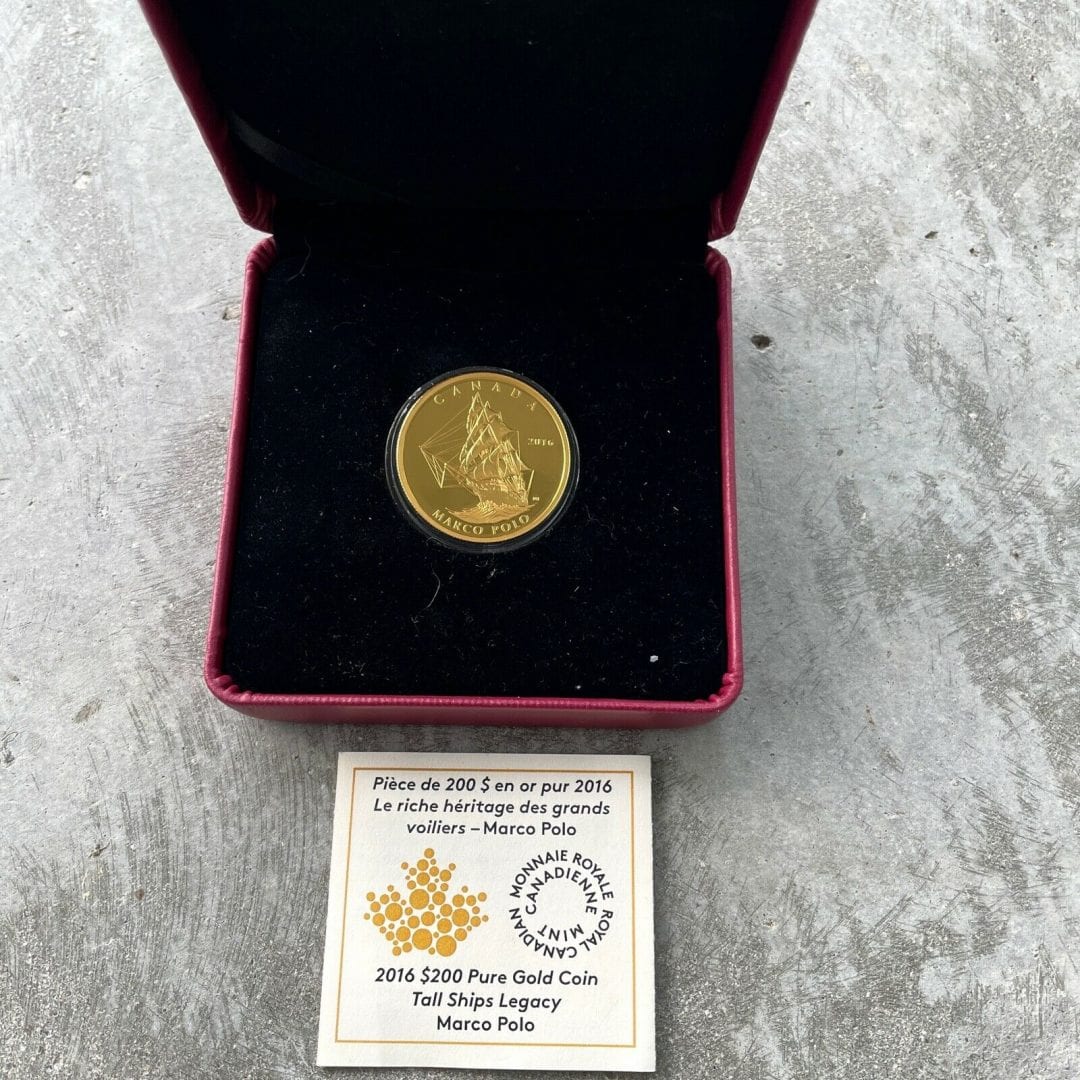 CANADA
2016
MARCO POLO
Pièce de 200 $ en or pur 2016
Le riche héritage des grands
voiliers – Marco Polo
MONNAIE ROYALE CANADIENNE
ROYAL CANADIAN MINT
2016 $200 Pure Gold Coin
Tall Ships Legacy
Marco Polo